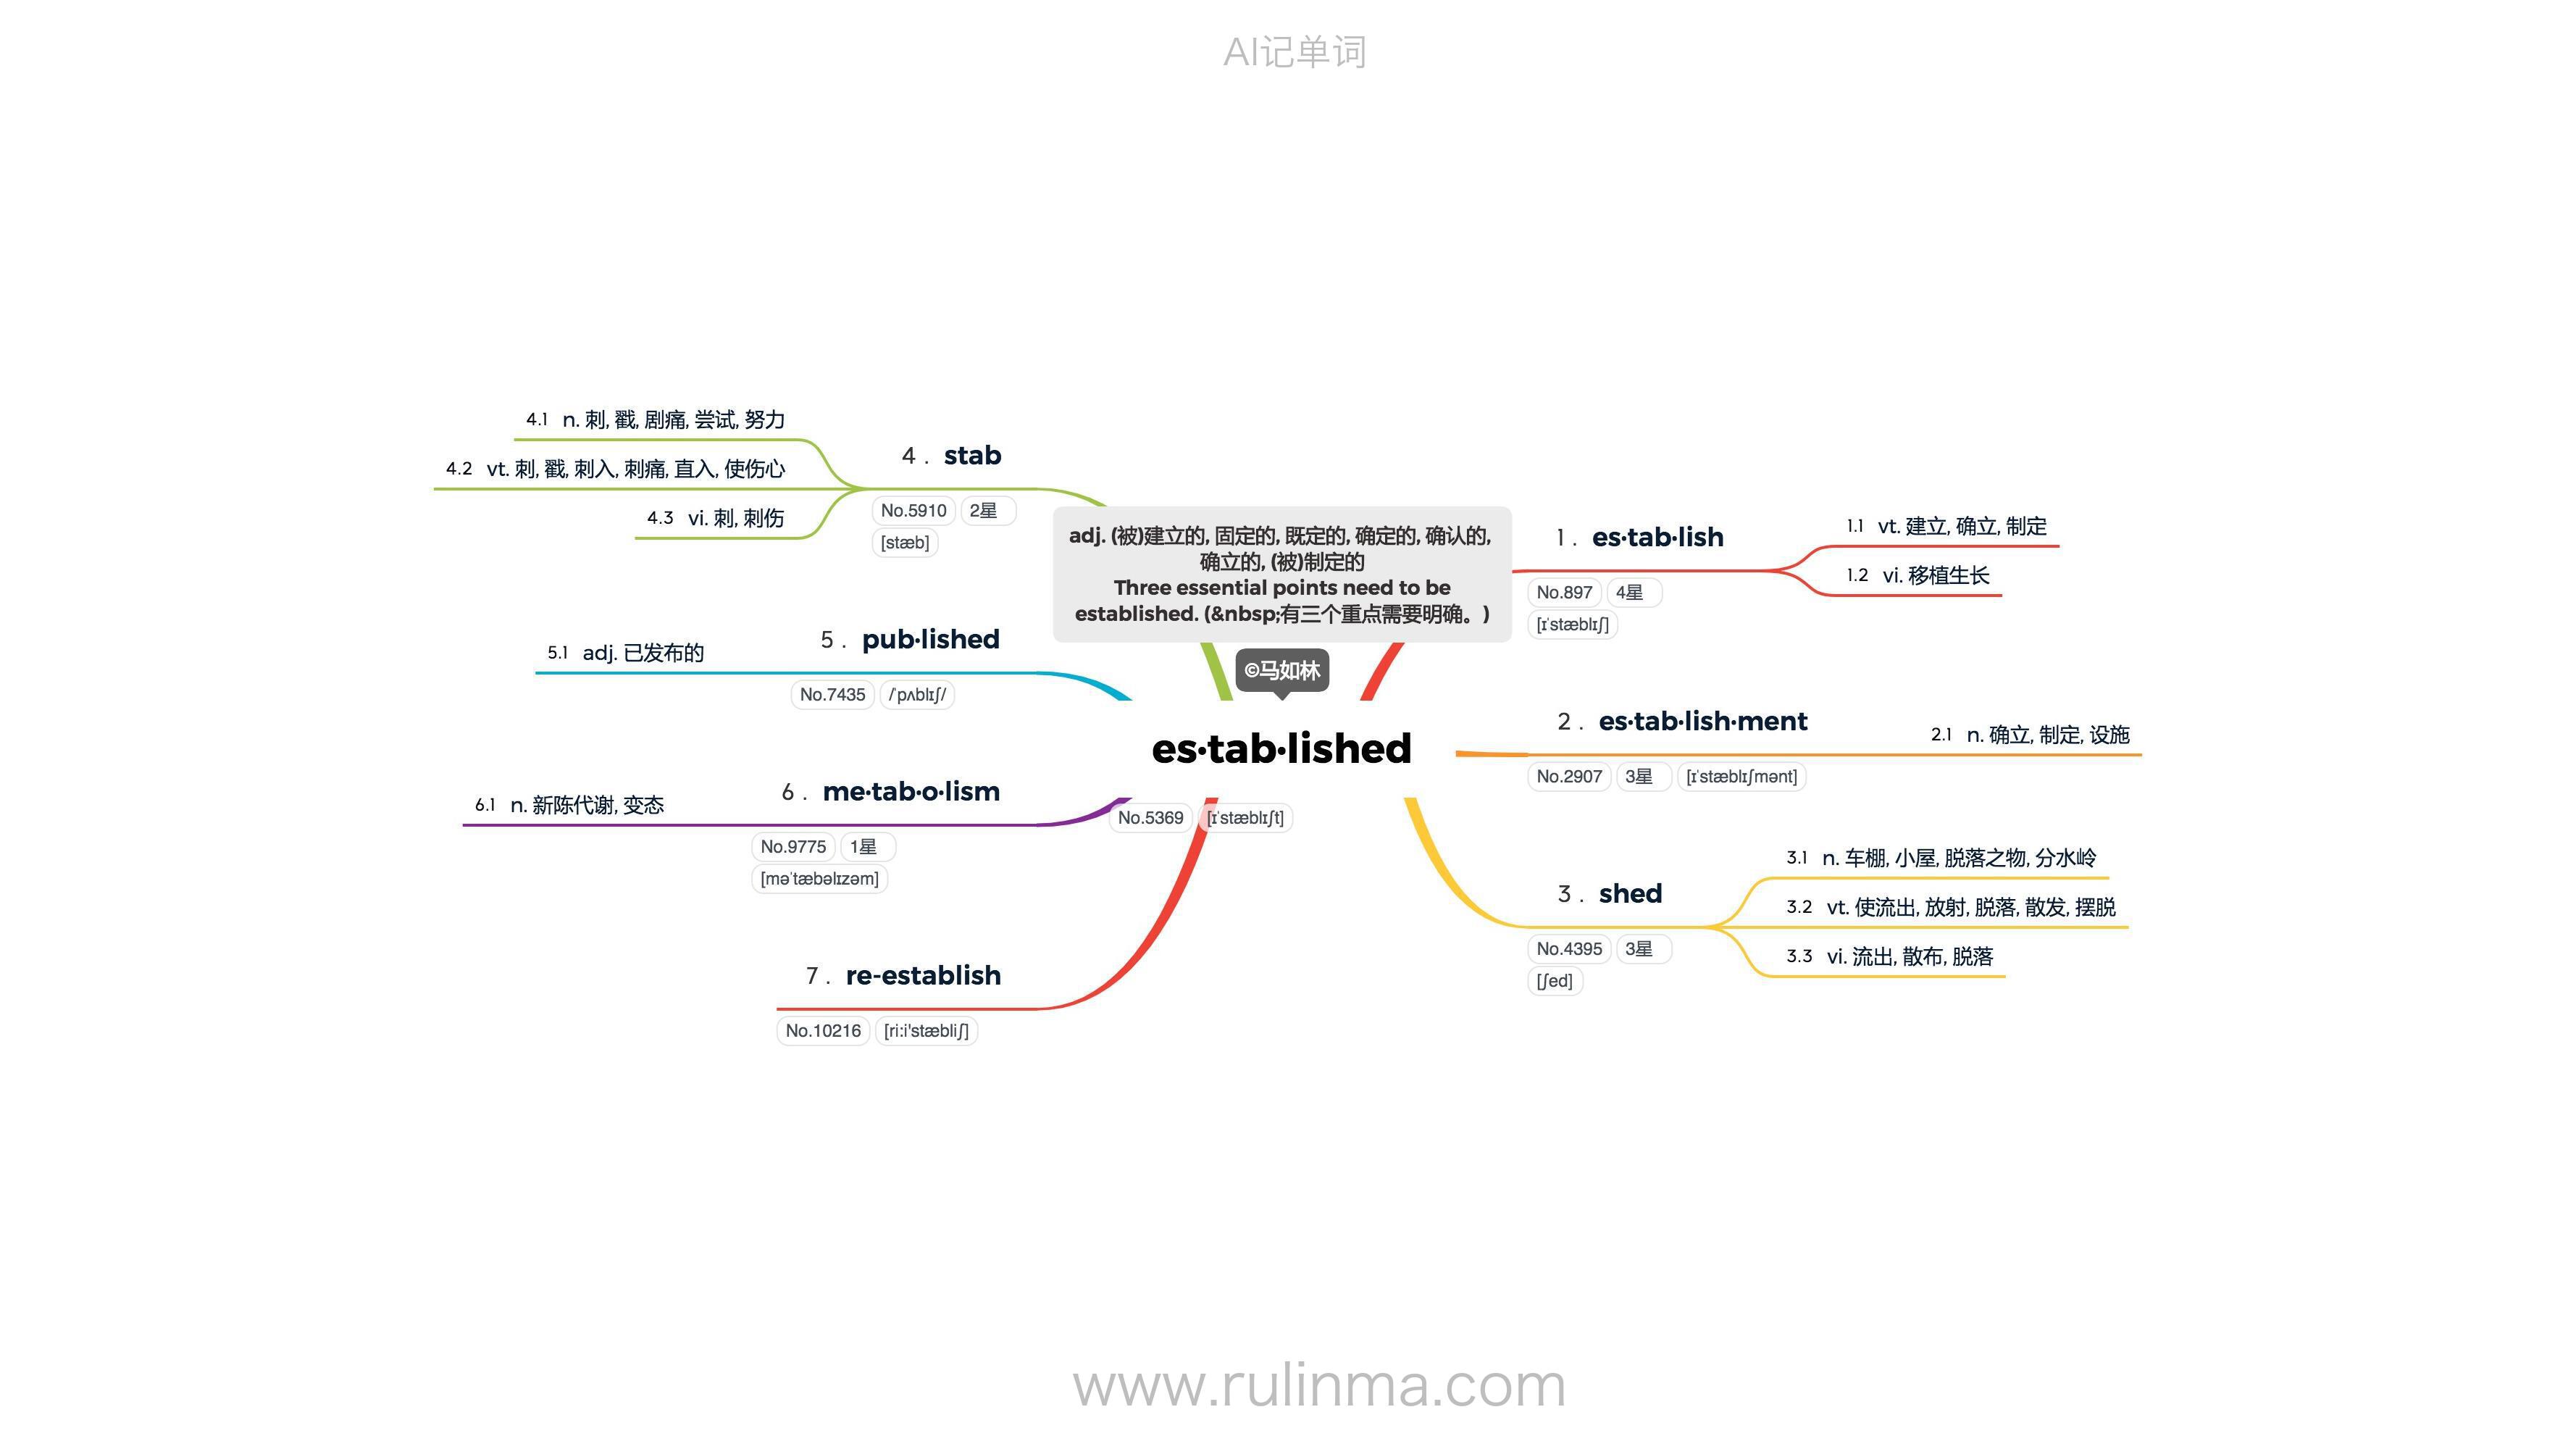 AI记单词
adj. (被)建立的, 固定的, 既定的, 确定的, 确认的,
确立的, (被)制定的
Three essential points need to be
established. (&nbsp;有三个重点需要明确。)
©马如林
es·tab·lished
No.5369 [ɪˈstæblɪʃt]
1 . es·tab·lish
No.897 4星
[ɪˈstæblɪʃ]
1.1 vt. 建立, 确立, 制定
1.2 vi. 移植生长
2 . es·tab·lish·ment
No.2907 3星 [ɪˈstæblɪʃmənt]
2.1 n. 确立, 制定, 设施
3 . shed
No.4395 3星
[ʃed]
3.1 n. 车棚, 小屋, 脱落之物, 分水岭
3.2 vt. 使流出, 放射, 脱落, 散发, 摆脱
3.3 vi. 流出, 散布, 脱落
4 . stab
No.5910 2星
[stæb]
4.1 n. 刺, 戳, 剧痛, 尝试, 努力
4.2 vt. 刺, 戳, 刺入, 刺痛, 直入, 使伤心
4.3 vi. 刺, 刺伤
5 . pub·lished
No.7435 /ˈpʌblɪʃ/
5.1 adj. 已发布的
6 . me·tab·o·lism
No.9775 1星
[məˈtæbəlɪzəm]
6.1 n. 新陈代谢, 变态
7 . re-establish
No.10216 [ri:i'stæbliʃ]
www.rulinma.com